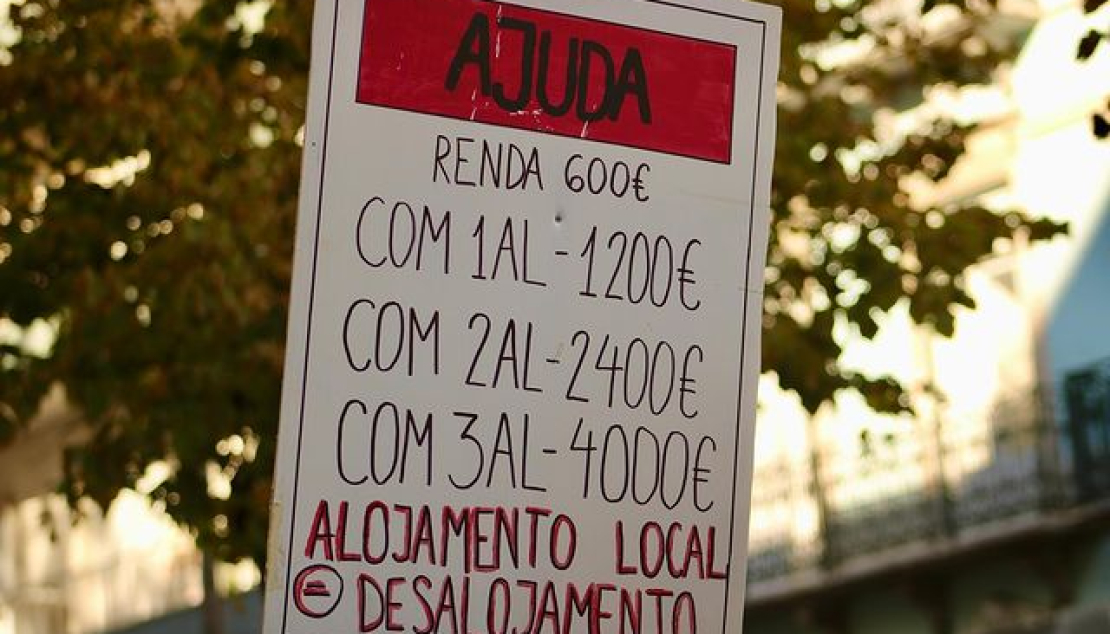 AJUDA
RENDA 600€
COM 1AL-1200€
COM 2AL-2400€
COM 3AL-4000€
ALOJAMENTO LOCAL
= DESALOJAMENTO